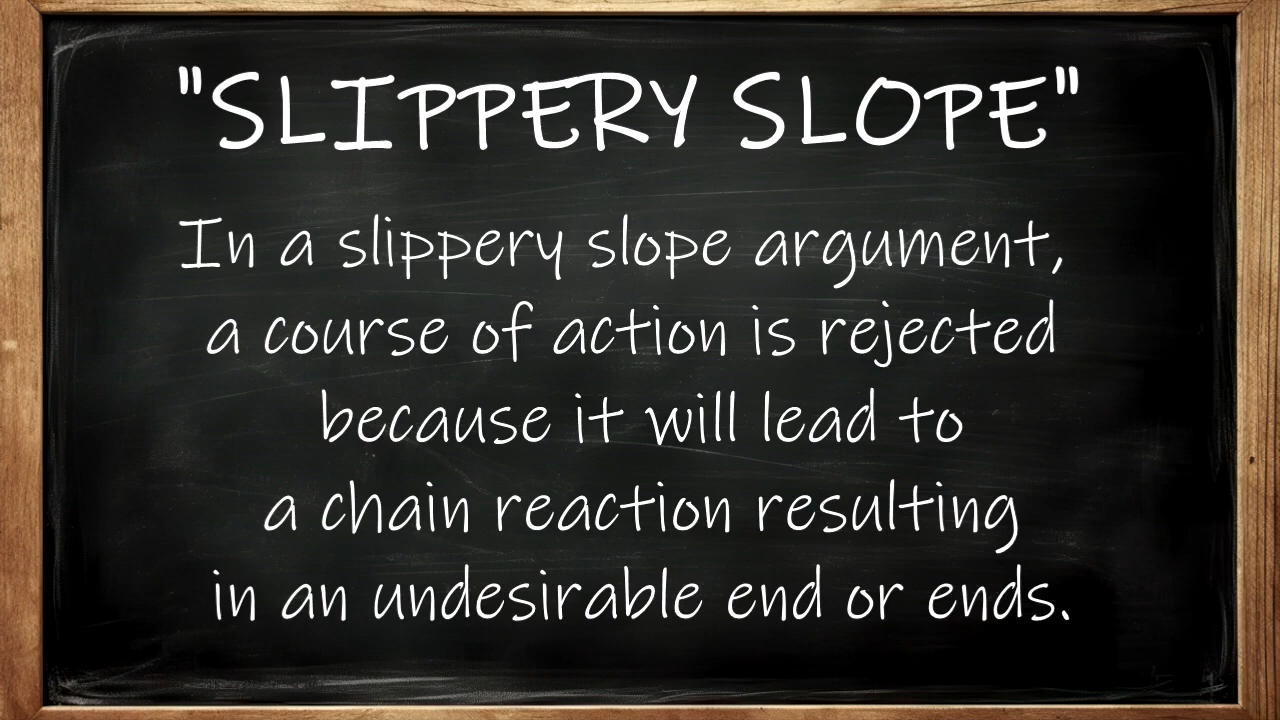 "SLIPPERY SLOPE"
In a slippery slope argument,
a course of action is rejected
because it will lead to
a chain reaction resulting
in an undesirable end or ends.